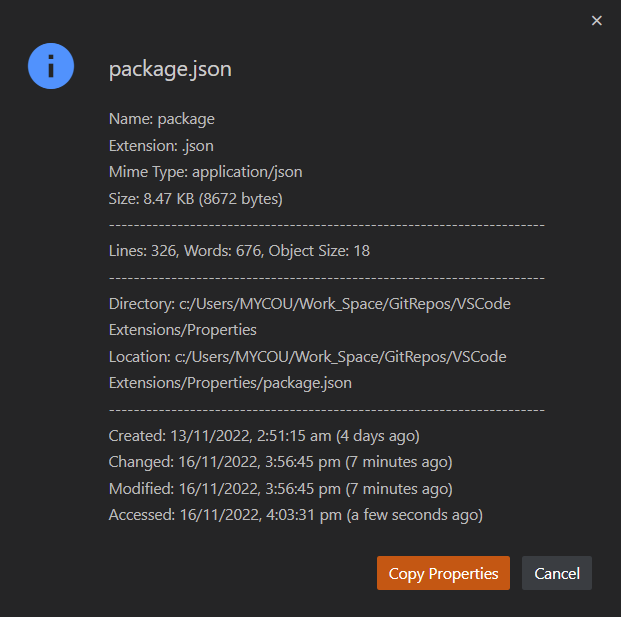 package.json
Name: package
Extension: .json
Mime Type: application/json
Size: 8.47 KB (8672 bytes)
----------------------------------------------------------------------
Lines: 326, Words: 676, Object Size: 18
----------------------------------------------------------------------
Directory: c:/Users/MYCOU/Work_Space/GitRepos/VSCode
Extensions/Properties
Location: c:/Users/MYCOU/Work_Space/GitRepos/VSCode
Extensions/Properties/package.json
----------------------------------------------------------------------
Created: 13/11/2022, 2:51:15 am (4 days ago)
Changed: 16/11/2022, 3:56:45 pm (7 minutes ago)
Modified: 16/11/2022, 3:56:45 pm (7 minutes ago)
Accessed: 16/11/2022, 4:03:31 pm (a few seconds ago)
Copy Properties Cancel